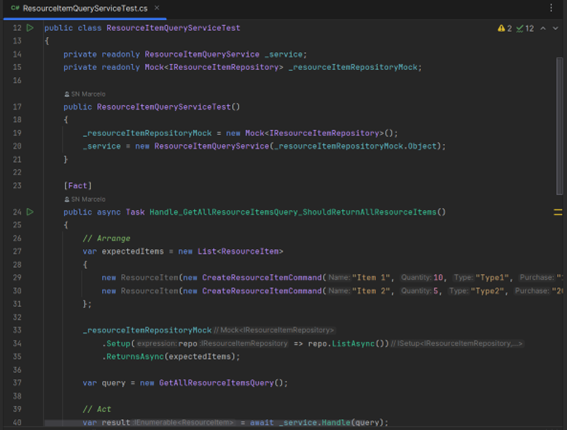 C# ResourceItemQueryServiceTest.cs ×
12 public class ResourceItemQueryServiceTest 2 12
13 {
14 private readonly ResourceItemQueryService _service;
15 private readonly Mock<IResourceItemRepository> _resourceItemRepositoryMock;
16
SN Marcelo
17 public ResourceItemQueryServiceTest()
18 {
19 _resourceItemRepositoryMock = new Mock<IResourceItemRepository>();
20 _service = new ResourceItemQueryService(_resourceItemRepositoryMock.Object);
21 }
22
23 [Fact]
SN Marcelo
24 public async Task Handle_GetAllResourceItemsQuery_ShouldReturnAllResourceItems()
25 {
26 // Arrange
27 var expectedItems = new List<ResourceItem>
28 {
29 new ResourceItem(new CreateResourceItemCommand( Name: "Item 1", Quantity: 10, Type: "Type1", Purchase: "
30 new ResourceItem(new CreateResourceItemCommand( Name: "Item 2", Quantity: 5, Type: "Type2", Purchase: "20
31 };
32
33 _resourceItemRepositoryMock // Mock<IResourceItemRepository>
34 .Setup( expression: repo :IResourceItemRepository => repo.ListAsync()) // ISetup<IResourceItemRepository,...>
35 .ReturnsAsync(expectedItems);
36
37 var query = new GetAllResourceItemsQuery();
38
39 // Act
40 var result :IEnumerable<ResourceItem> = await _service.Handle(query);